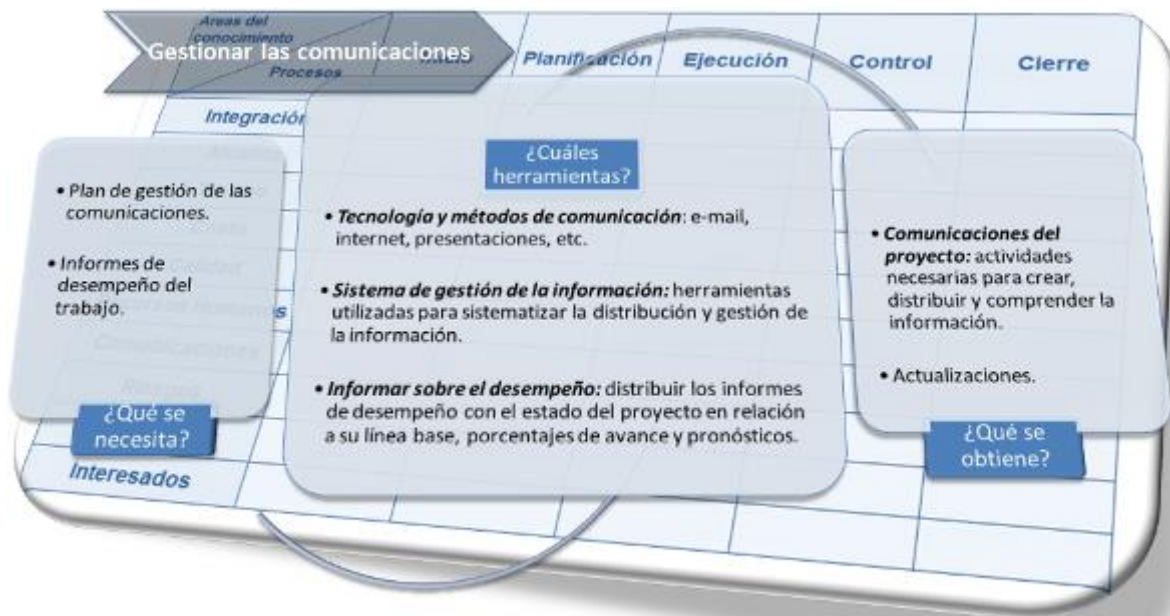 Areas del
conocimiento
Procesos
Gestionar las comunicaciones
Planificación
Ejecución
Control
Cierre
Integración
• Plan de gestión de las
comunicaciones.
• Informes de
desempeño del
trabajo.
¿Qué se
necesita?
¿Cuáles
herramientas?
• Tecnología y métodos de comunicación: e-mail,
internet, presentaciones, etc.
• Sistema de gestión de la información: herramientas
utilizadas para sistematizar la distribución y gestión de
la información.
• Informar sobre el desempeño: distribuir los informes
de desempeño con el estado del proyecto en relación
a su línea base, porcentajes de avance y pronósticos.
• Comunicaciones del
proyecto: actividades
necesarias para crear,
distribuir y comprender la
información.
• Actualizaciones.
¿Qué se
obtiene?
Interesados